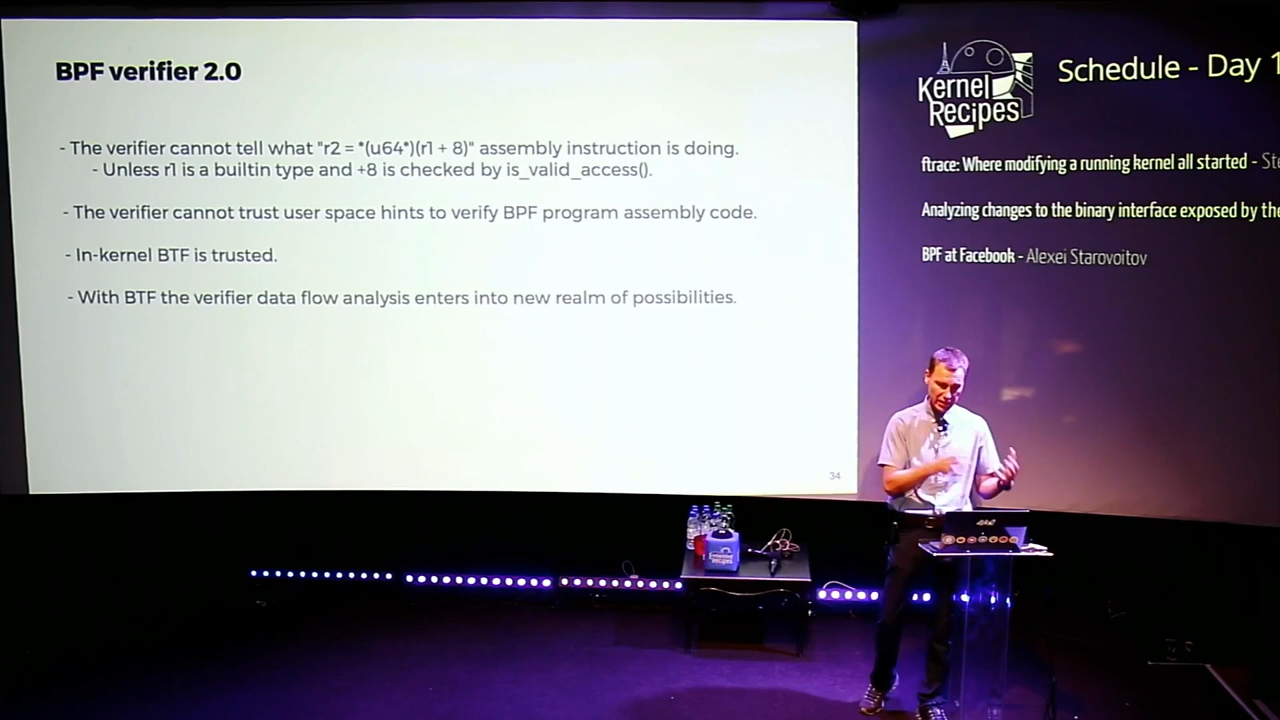 BPF verifier 2.0
- The verifier cannot tell what "r2 = *(u64*)(r1 + 8)" assembly instruction is doing.
- Unless r1 is a builtin type and +8 is checked by is_valid_access().
- The verifier cannot trust user space hints to verify BPF program assembly code.
- In-kernel BTF is trusted.
- With BTF the verifier data flow analysis enters into new realm of possibilities.
34
Kernel
Recipes
Schedule - Day 1
ftrace: Where modifying a running kernel all started - Ste
Analyzing changes to the binary interface exposed by the
BPF at Facebook - Alexei Starovoitov